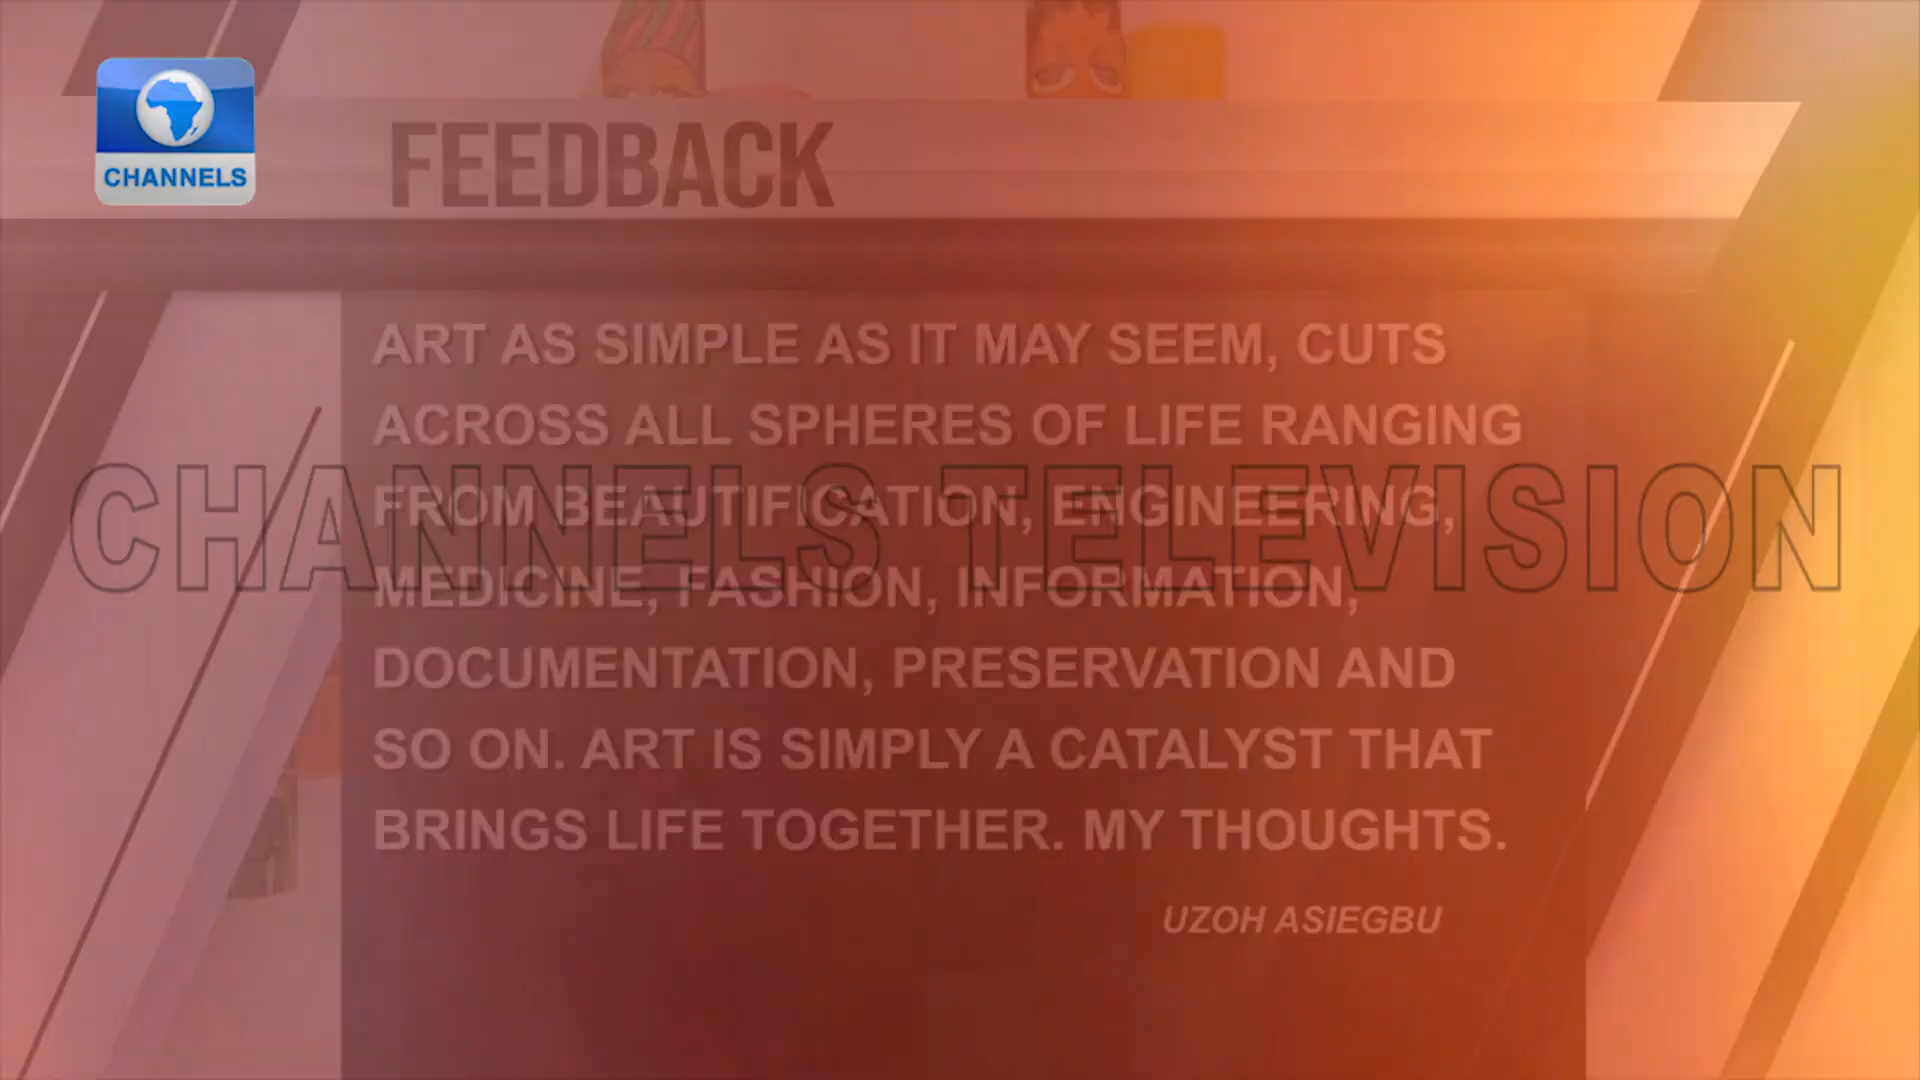 CHANNELS
FEEDBACK
ART AS SIMPLE AS IT MAY SEEM, CUTS
ACROSS ALL SPHERES OF LIFE RANGING
FROM BEAUTIFICATION, ENGINEERING,
CHANNELS TELEVISION
MEDICINE, FASHION, INFORMATION,
DOCUMENTATION, PRESERVATION AND
SO ON. ART IS SIMPLY A CATALYST THAT
BRINGS LIFE TOGETHER. MY THOUGHTS.
UZOH ASIEGBU